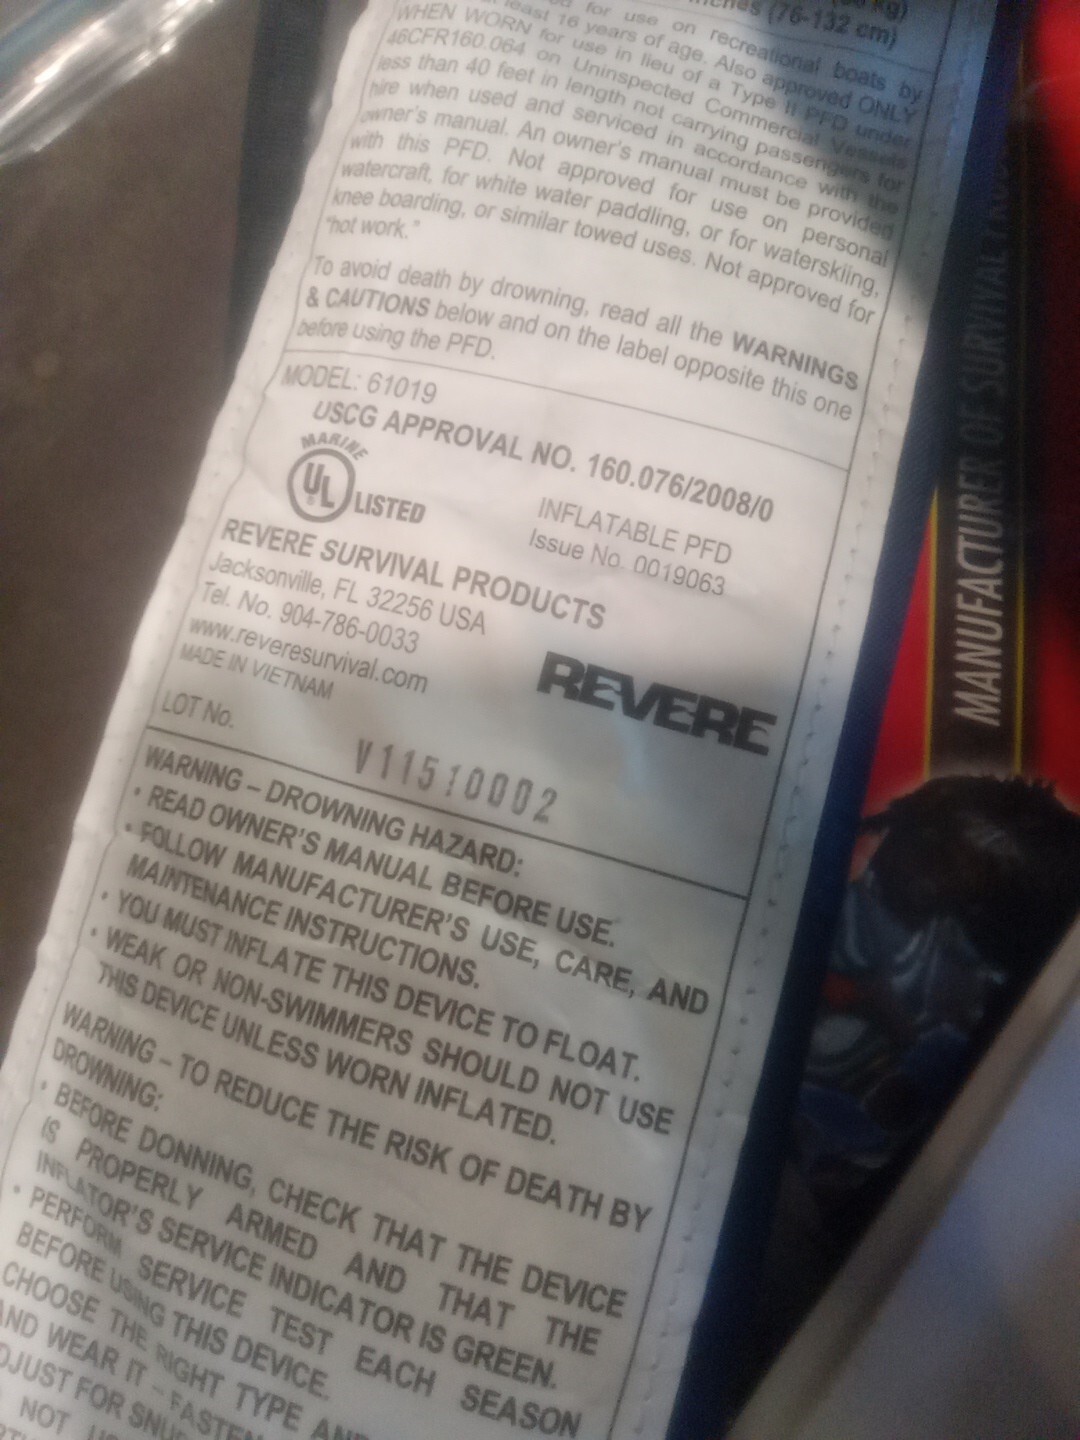 inches (76-132 cm)
for use on recreational boats by
least 16 years of age. Also approved ONLY
WHEN WORN for use in lieu of a Type II PFD under
46CFR160.064 on Uninspected Commercial Vessels
less than 40 feet in length not carrying passengers for
hire when used and serviced in accordance with the
owner's manual. An owner's manual must be provided
with this PFD. Not approved for use on personal
watercraft, for white water paddling, or for waterskiing,
knee boarding, or similar towed uses. Not approved for
"hot work."
To avoid death by drowning, read all the WARNINGS
& CAUTIONS below and on the label opposite this one
before using the PFD.
MODEL: 61019
USCG APPROVAL NO. 160.076/2008/0
MARINE
UL ® LISTED
INFLATABLE PFD
Issue No. 0019063
REVERE SURVIVAL PRODUCTS
Jacksonville, FL 32256 USA
Tel. No. 904-786-0033
www.reveresurvival.com
MADE IN VIETNAM
REVERE
LOT No.
V11510002
WARNING – DROWNING HAZARD:
• READ OWNER'S MANUAL BEFORE USE.
• FOLLOW MANUFACTURER'S USE, CARE, AND
MAINTENANCE INSTRUCTIONS.
• YOU MUST INFLATE THIS DEVICE TO FLOAT.
• WEAK OR NON-SWIMMERS SHOULD NOT USE
THIS DEVICE UNLESS WORN INFLATED.
WARNING – TO REDUCE THE RISK OF DEATH BY
DROWNING:
• BEFORE DONNING, CHECK THAT THE DEVICE
IS PROPERLY ARMED AND THAT THE
INFLATOR'S SERVICE INDICATOR IS GREEN.
• PERFORM SERVICE TEST EACH SEASON
BEFORE USING THIS DEVICE.
CHOOSE THE RIGHT TYPE AND
AND WEAR IT – FASTEN
NOT
MANUFACTURER OF SURVIVAL